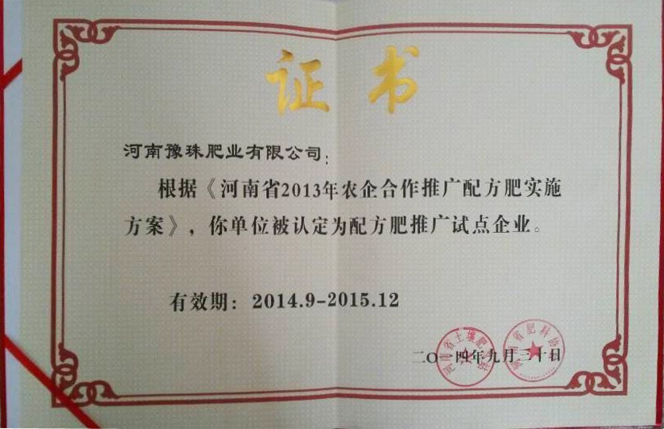 证书
河南豫珠肥业有限公司：
根据《河南省2013年农企合作推广配方肥实施
方案》，你单位被认定为配方肥推广试点企业。
有效期：2014.9-2015.12
二〇一四年九月三十日